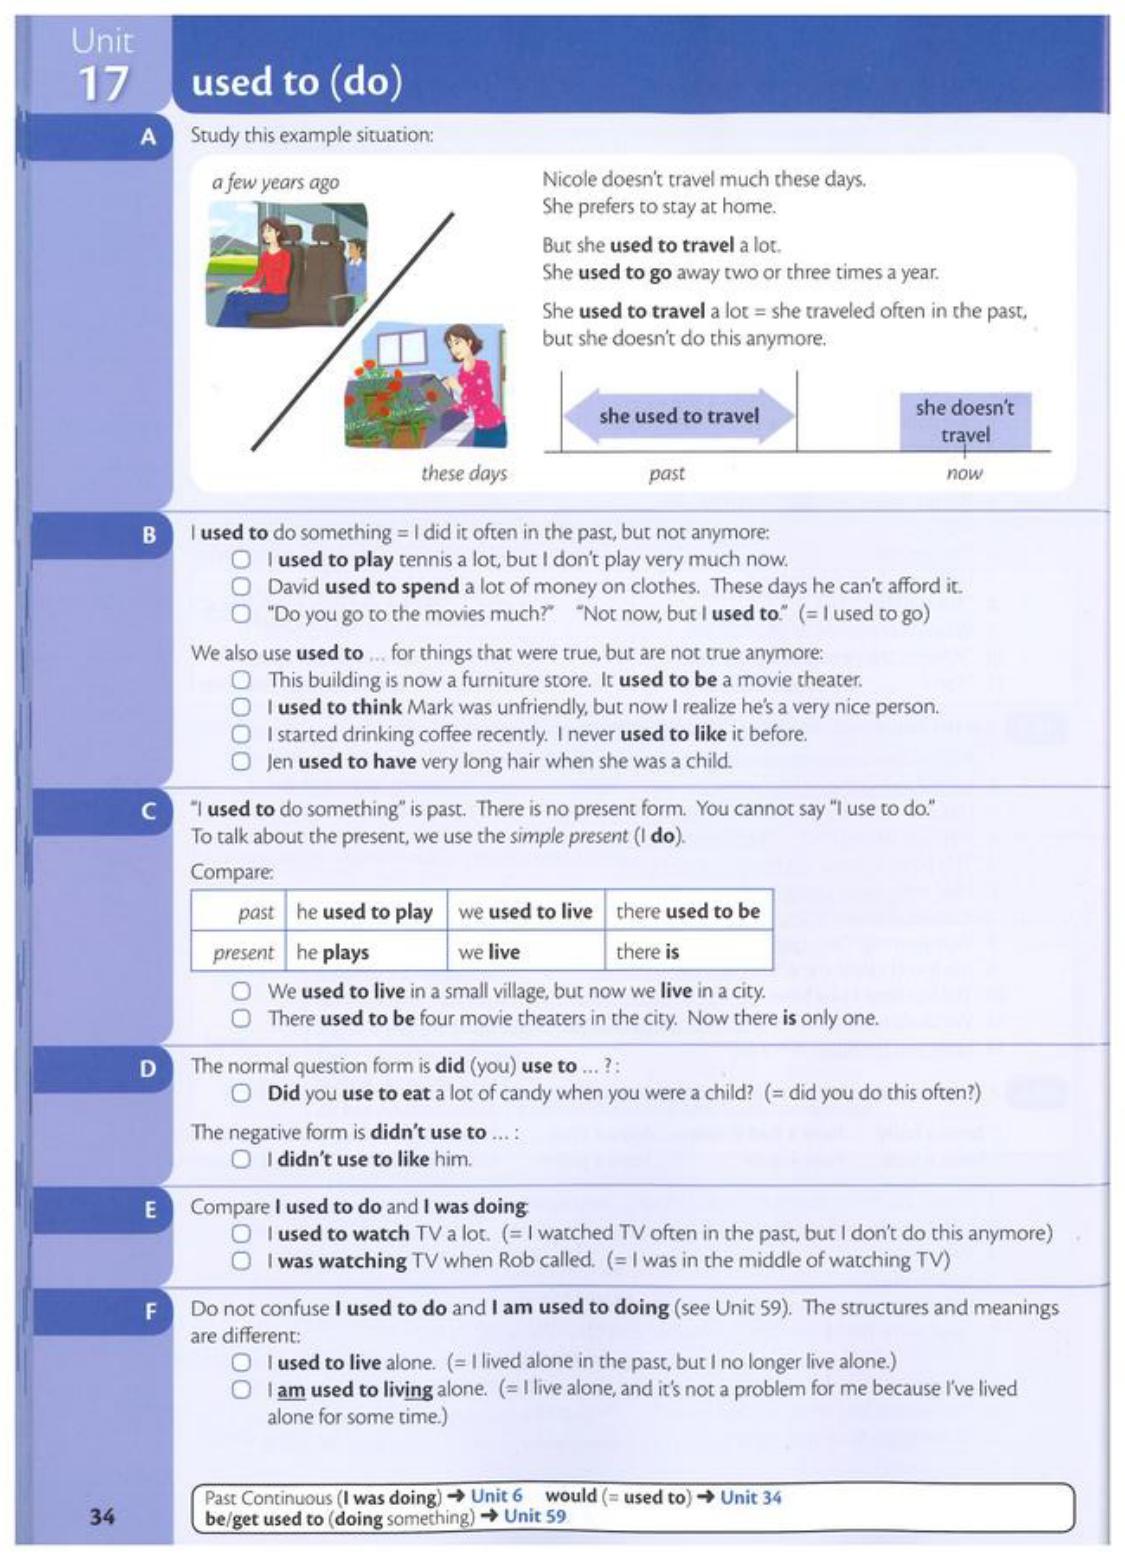 Unit
17
used to (do)
A
Study this example situation:
a few years ago
these days
Nicole doesn't travel much these days.
She prefers to stay at home.
But she used to travel a lot.
She used to go away two or three times a year.
She used to travel a lot = she traveled often in the past,
but she doesn't do this anymore.
she used to travel
she doesn't
travel
past
now
B
I used to do something = I did it often in the past, but not anymore:
I used to play tennis a lot, but I don't play very much now.
David used to spend a lot of money on clothes. These days he can't afford it.
"Do you go to the movies much?" "Not now, but I used to." (= I used to go)
We also use used to ... for things that were true, but are not true anymore:
This building is now a furniture store. It used to be a movie theater.
I used to think Mark was unfriendly, but now I realize he's a very nice person.
I started drinking coffee recently. I never used to like it before.
Jen used to have very long hair when she was a child.
C
"I used to do something" is past. There is no present form. You cannot say "I use to do."
To talk about the present, we use the simple present (I do).
Compare:
past he used to play we used to live there used to be
present he plays we live there is
We used to live in a small village, but now we live in a city.
There used to be four movie theaters in the city. Now there is only one.
D
The normal question form is did (you) use to ... ?:
Did you use to eat a lot of candy when you were a child? (= did you do this often?)
The negative form is didn't use to ... :
I didn't use to like him.
E
Compare I used to do and I was doing:
I used to watch TV a lot. (= I watched TV often in the past, but I don't do this anymore)
I was watching TV when Rob called. (= I was in the middle of watching TV)
F
Do not confuse I used to do and I am used to doing (see Unit 59). The structures and meanings
are different:
I used to live alone. (= I lived alone in the past, but I no longer live alone.)
I am used to living alone. (= I live alone, and it's not a problem for me because I've lived
alone for some time.)
Past Continuous (I was doing) ➜ Unit 6 would (= used to) ➜ Unit 34
be/get used to (doing something) ➜ Unit 59
34